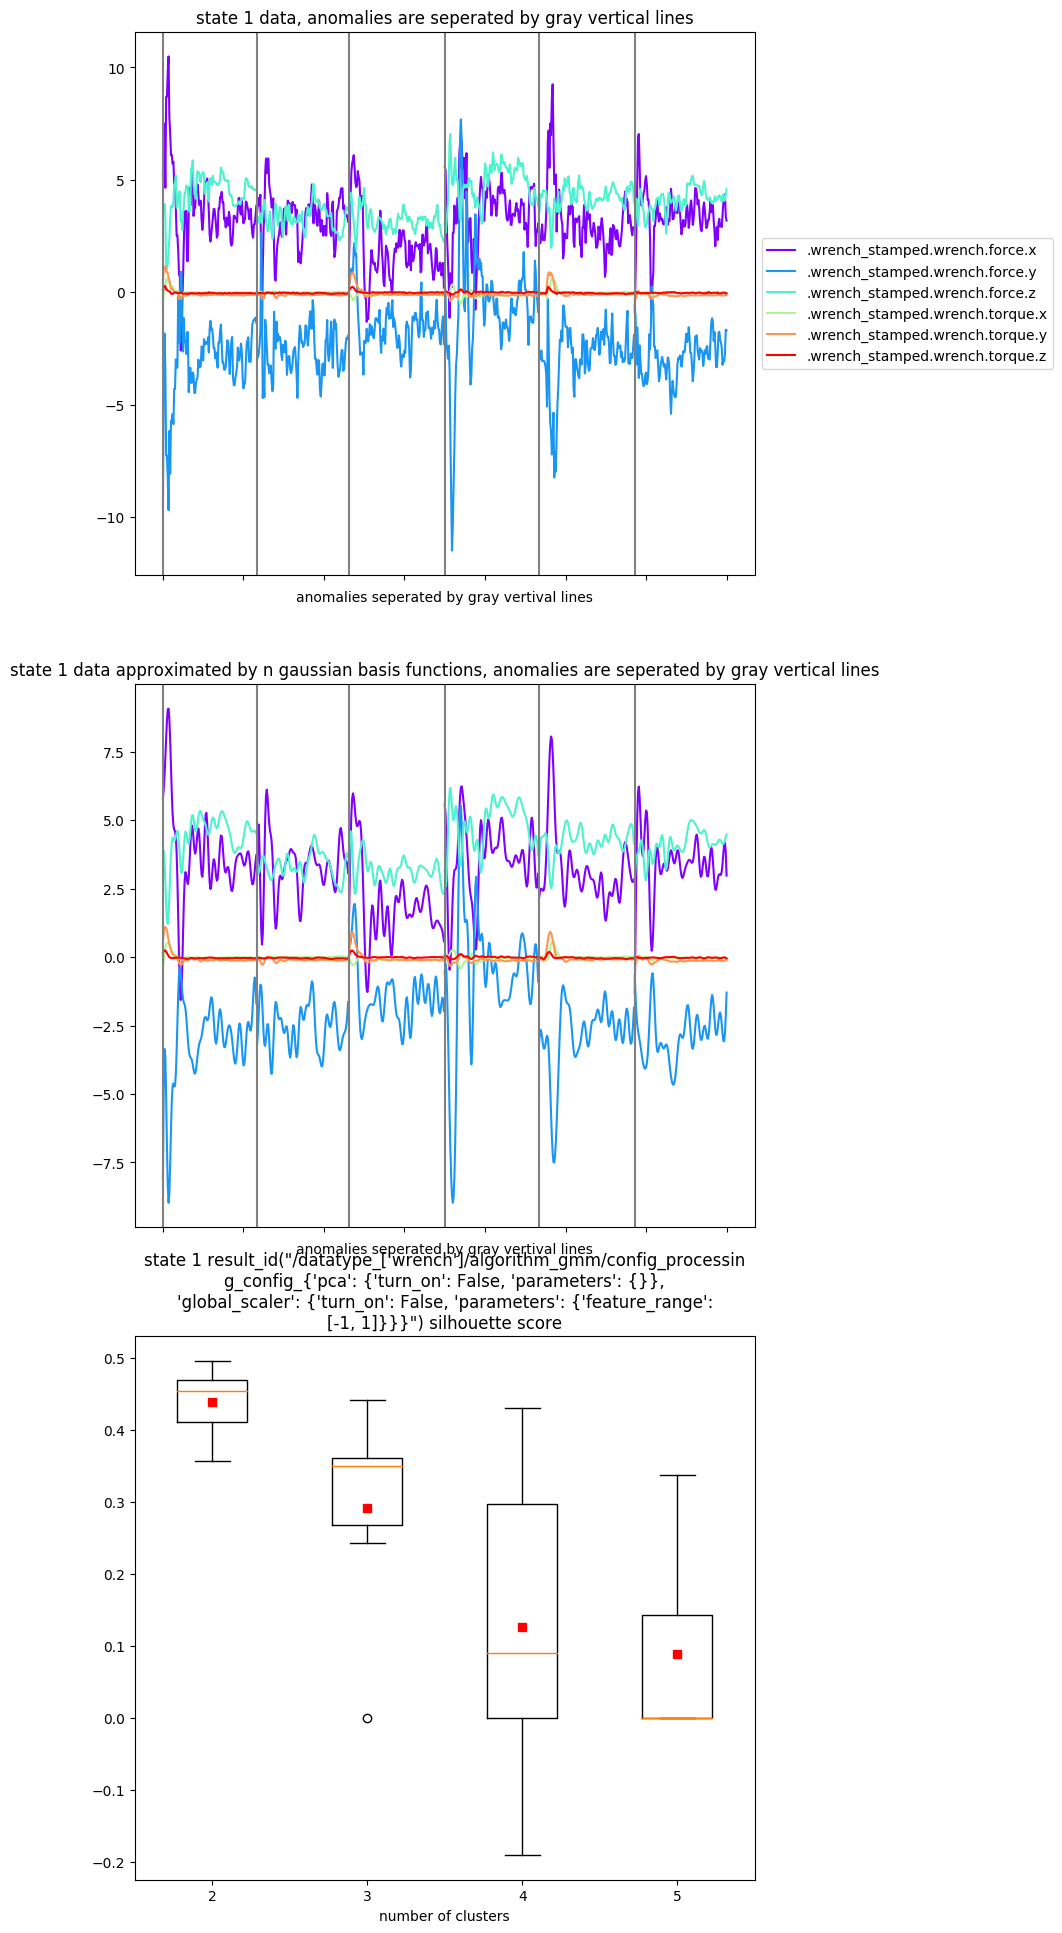 state 1 data, anomalies are seperated by gray vertical lines
10
5
0
−5
−10
.wrench_stamped.wrench.force.x
.wrench_stamped.wrench.force.y
.wrench_stamped.wrench.force.z
.wrench_stamped.wrench.torque.x
.wrench_stamped.wrench.torque.y
.wrench_stamped.wrench.torque.z
anomalies seperated by gray vertival lines
state 1 data approximated by n gaussian basis functions, anomalies are seperated by gray vertical lines
7.5
5.0
2.5
0.0
−2.5
−5.0
−7.5
anomalies seperated by gray vertival lines
state 1 result_id("/datatype_['wrench']/algorithm_gmm/config_processin
g_config_{'pca': {'turn_on': False, 'parameters': {}},
'global_scaler': {'turn_on': False, 'parameters': {'feature_range':
[-1, 1]}}}") silhouette score
0.5
0.4
0.3
0.2
0.1
0.0
−0.1
−0.2
2 3 4 5
number of clusters